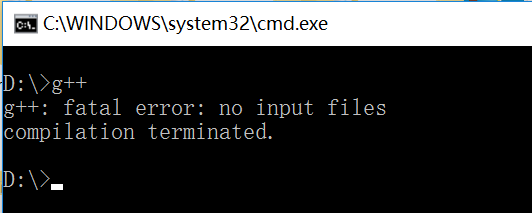 C:\WINDOWS\system32\cmd.exe
D:\>g++
g++: fatal error: no input files
compilation terminated.
D:\>